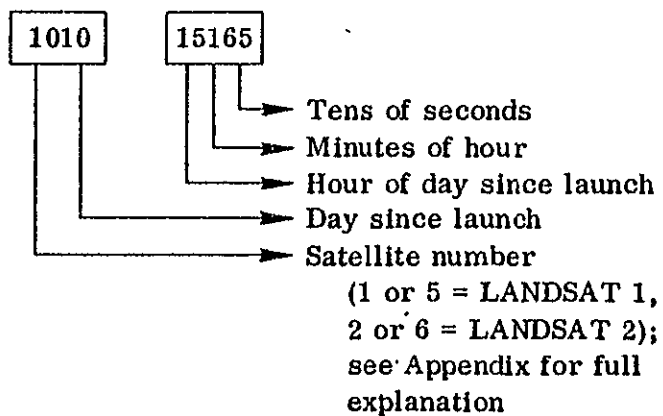 1010 15165
Tens of seconds
Minutes of hour
Hour of day since launch
Day since launch
Satellite number
(1 or 5 = LANDSAT 1,
2 or 6 = LANDSAT 2);
see Appendix for full
explanation